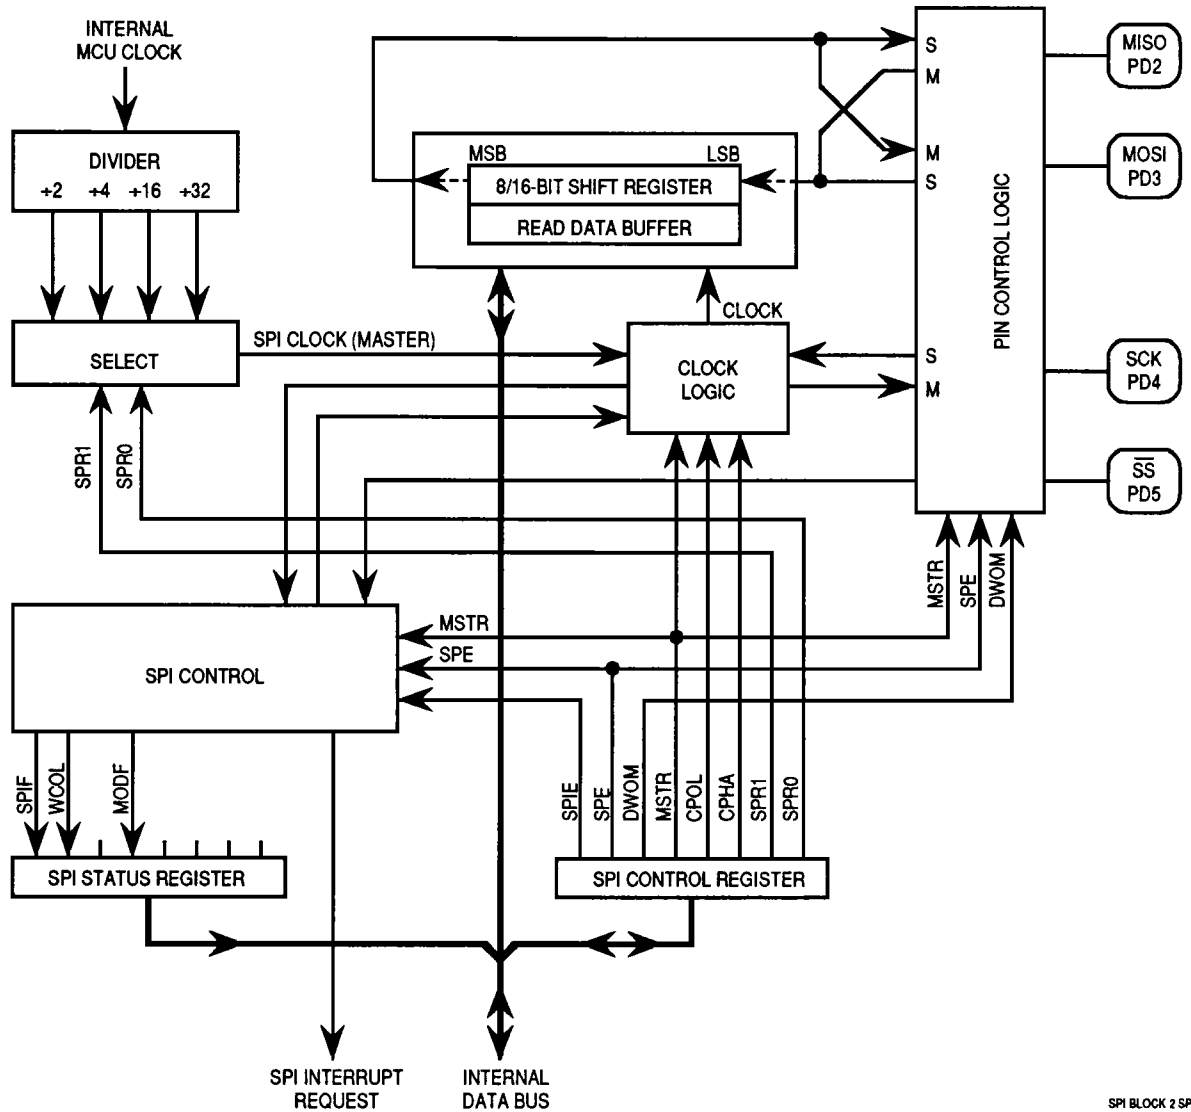 INTERNAL
MCU CLOCK
DIVIDER
÷2 ÷4 ÷16 ÷32
SELECT
SPR1
SPR0
SPI CLOCK (MASTER)
MSB LSB
8/16-BIT SHIFT REGISTER
READ DATA BUFFER
CLOCK
CLOCK
LOGIC
S
M
M
S
S
M
PIN CONTROL LOGIC
MISO
PD2
MOSI
PD3
SCK
PD4
SS
PD5
MSTR
SPE
DWOM
SPI CONTROL
MSTR
SPE
SPIF
WCOL
MODF
SPI STATUS REGISTER
SPIE
SPE
DWOM
MSTR
CPOL
CPHA
SPR1
SPR0
SPI CONTROL REGISTER
SPI INTERRUPT
REQUEST
INTERNAL
DATA BUS
SPI BLOCK 2 SP